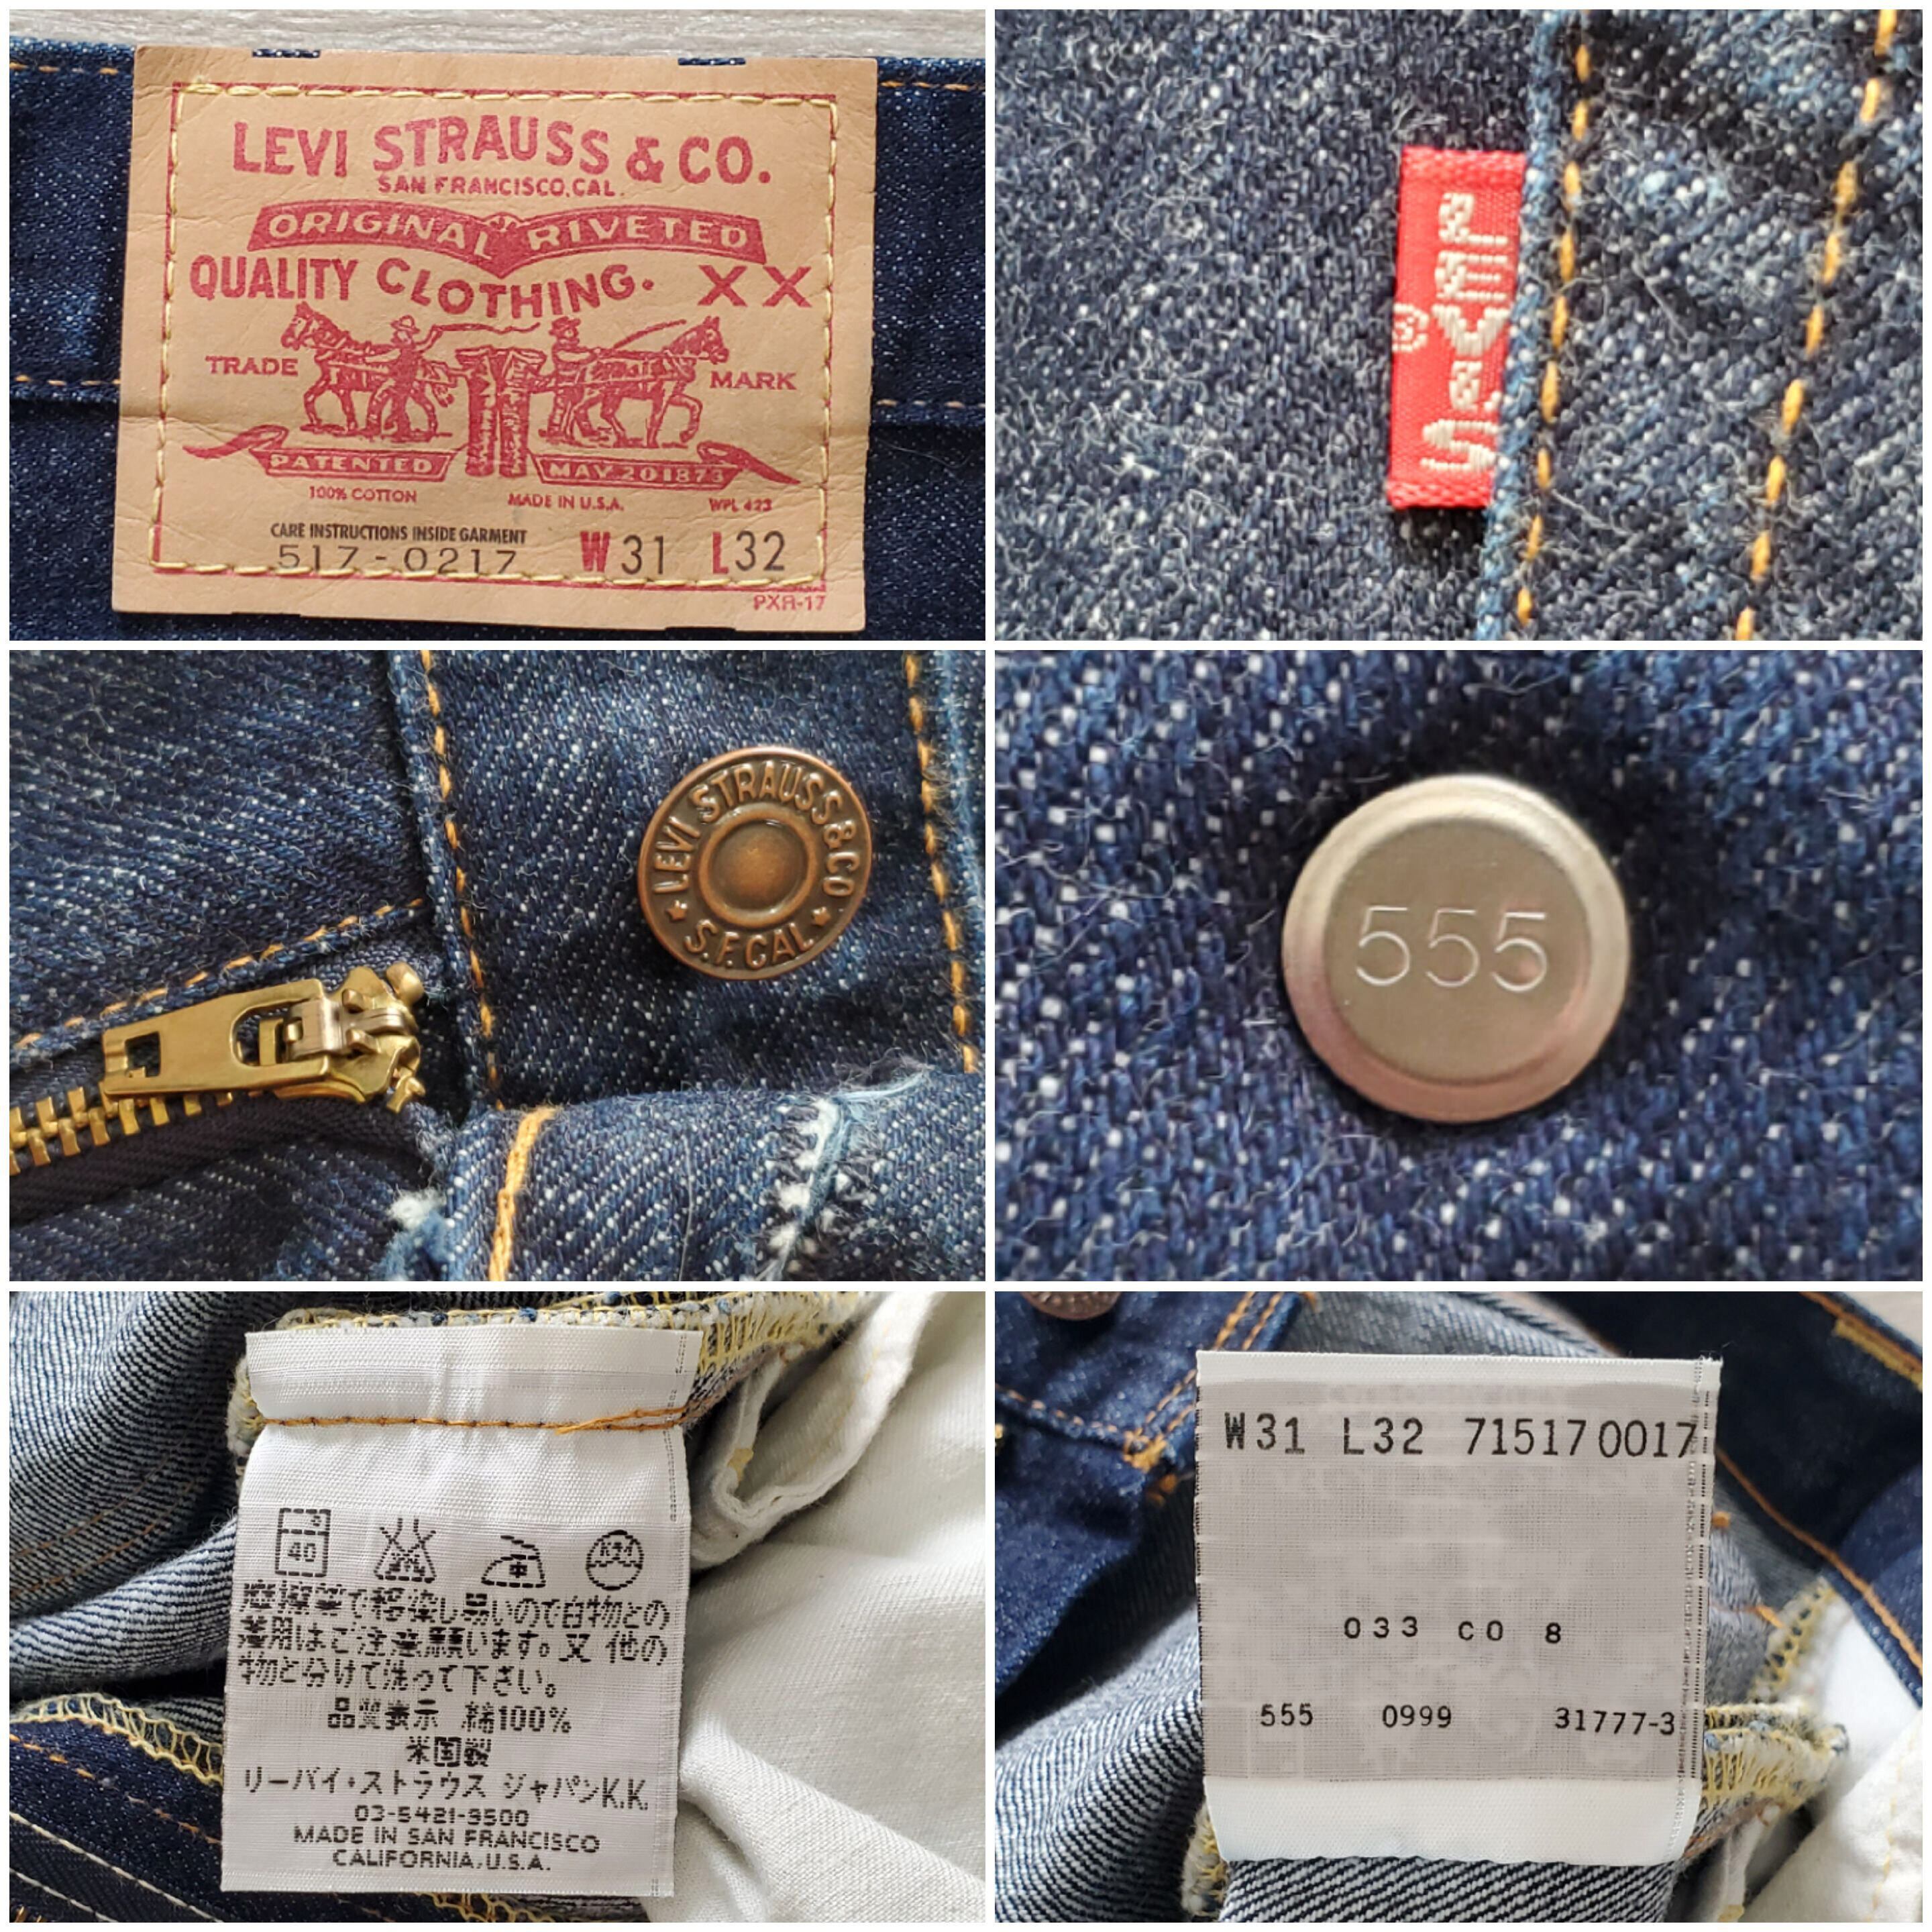 LEVI STRAUSS & CO.
SAN FRANCISCO, CAL.
ORIGINAL RIVETED
QUALITY CLOTHING. XX
TRADE MARK
PATENTED MAY 20 1873
100% COTTON MADE IN U.S.A. WPL 423
CARE INSTRUCTIONS INSIDE GARMENT
517-0217 W31 L32
PXR-17
LEVI'S
®
LEVI STRAUSS & CO
S.F. CAL
555
40
摩擦等で移染し易いので白物との
着用はご注意願います。又 他の
物と分けて洗って下さい。
品質表示 綿100%
米国製
リーバイ・ストラウス ジャパンK.K.
03-5421-9500
MADE IN SAN FRANCISCO
CALIFORNIA, U.S.A.
W31 L32 71517 0017
033 CO 8
555 0999 31777-3